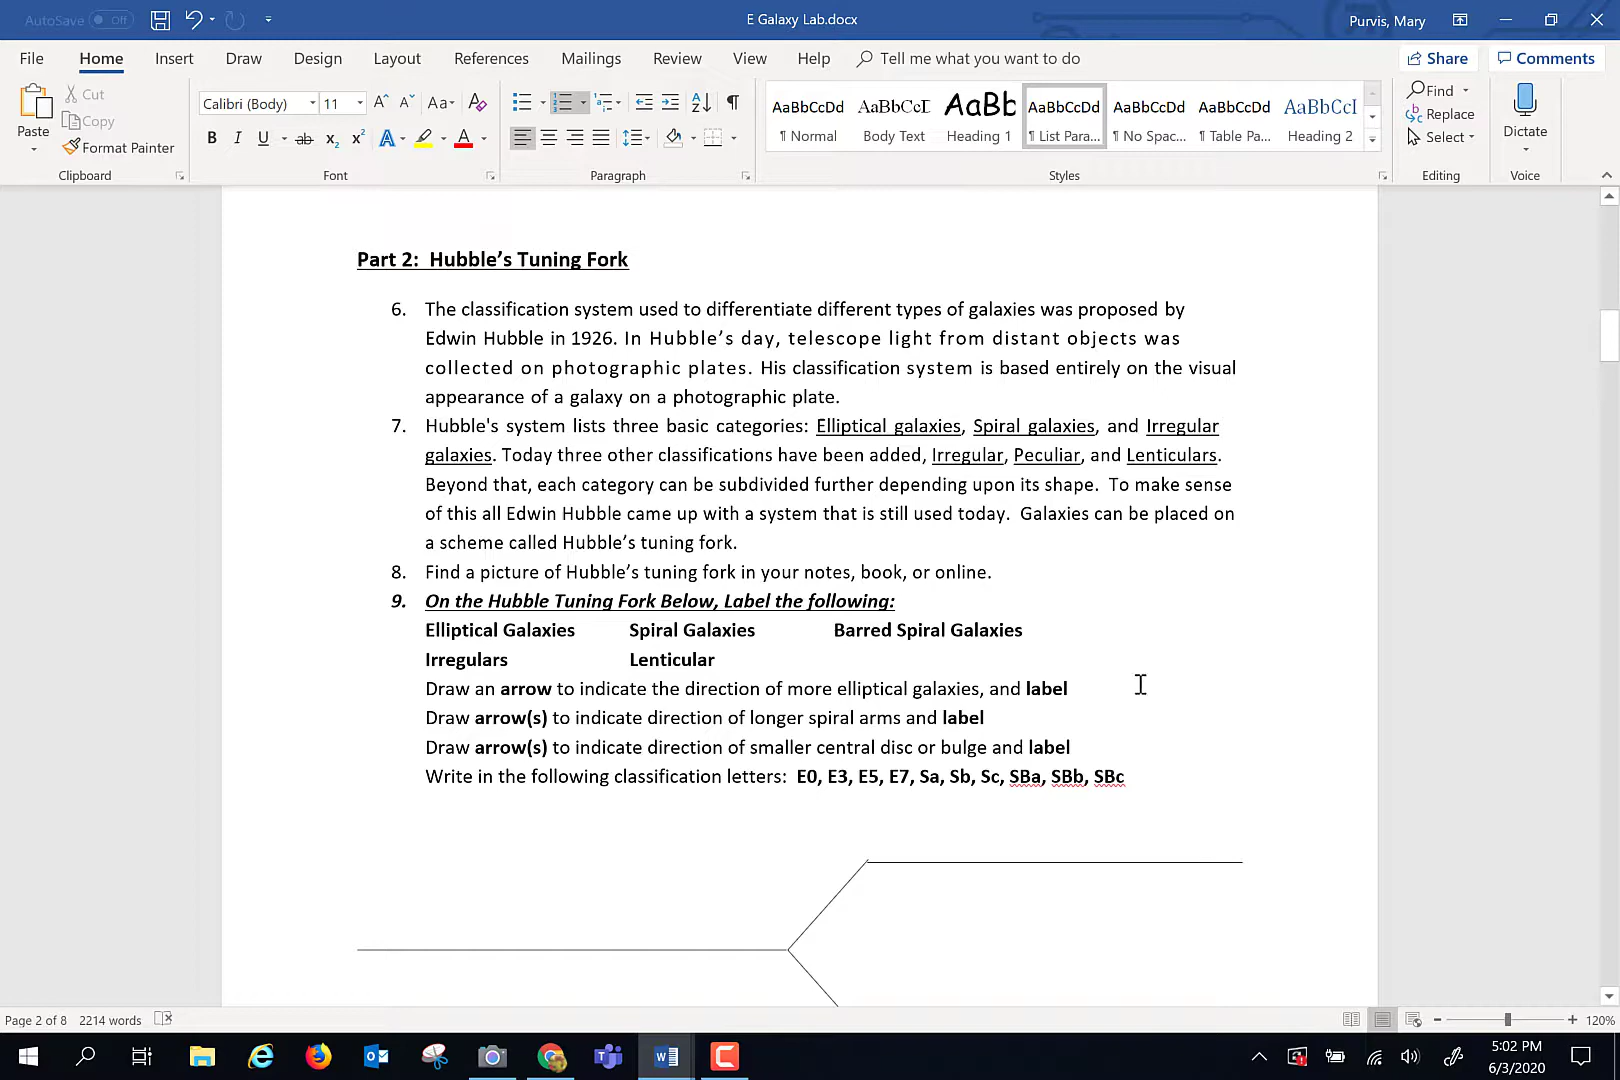 AutoSave Off
E Galaxy Lab.docx
Purvis, Mary
File Home Insert Draw Design Layout References Mailings Review View Help Tell me what you want to do
Share Comments
Paste
Cut
Copy
Format Painter
Clipboard
Calibri (Body) 11
Font
Paragraph
AaBbCcDd AaBbCcD AaBb AaBbCcDd AaBbCcDd AaBbCcDd AaBbCcI
¶ Normal Body Text Heading 1 ¶ List Para... ¶ No Spac... ¶ Table Pa... Heading 2
Styles
Find
Replace
Select
Editing
Dictate
Voice
Part 2: Hubble’s Tuning Fork
6. The classification system used to differentiate different types of galaxies was proposed by
Edwin Hubble in 1926. In Hubble’s day, telescope light from distant objects was
collected on photographic plates. His classification system is based entirely on the visual
appearance of a galaxy on a photographic plate.
7. Hubble's system lists three basic categories: Elliptical galaxies, Spiral galaxies, and Irregular
galaxies. Today three other classifications have been added, Irregular, Peculiar, and Lenticulars.
Beyond that, each category can be subdivided further depending upon its shape. To make sense
of this all Edwin Hubble came up with a system that is still used today. Galaxies can be placed on
a scheme called Hubble’s tuning fork.
8. Find a picture of Hubble’s tuning fork in your notes, book, or online.
9. On the Hubble Tuning Fork Below, Label the following:
Elliptical Galaxies Spiral Galaxies Barred Spiral Galaxies
Irregulars Lenticular
Draw an arrow to indicate the direction of more elliptical galaxies, and label
Draw arrow(s) to indicate direction of longer spiral arms and label
Draw arrow(s) to indicate direction of smaller central disc or bulge and label
Write in the following classification letters: E0, E3, E5, E7, Sa, Sb, Sc, SBa, SBb, SBc
Page 2 of 8 2214 words
120%
5:02 PM
6/3/2020